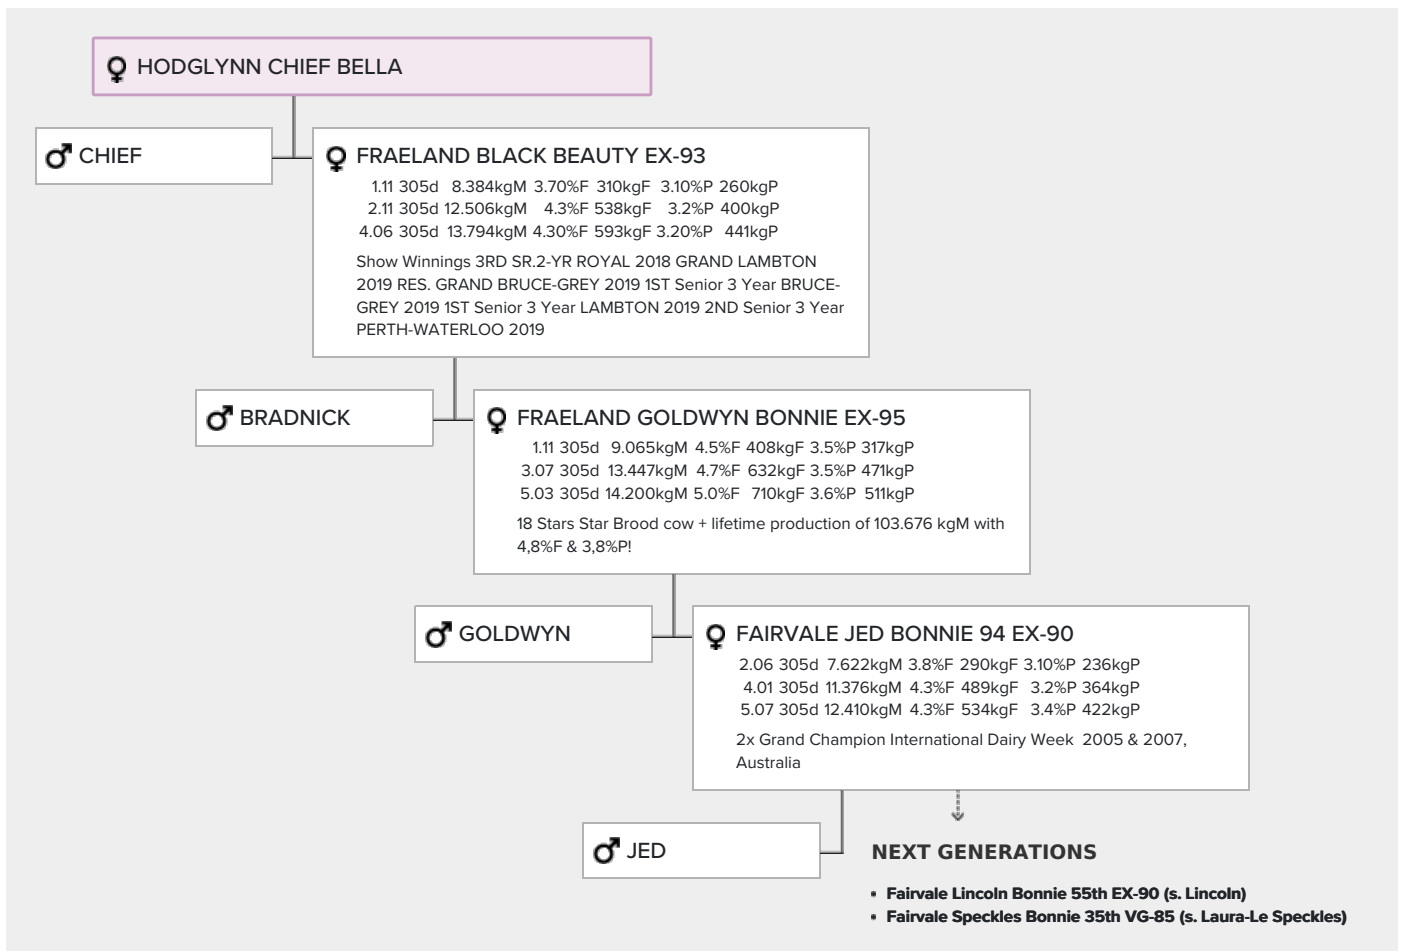 HODGLYNN CHIEF BELLA
CHIEF
FRAELAND BLACK BEAUTY EX-93
1.11 305d 8.384kgM 3.70%F 310kgF 3.10%P 260kgP
2.11 305d 12.506kgM 4.3%F 538kgF 3.2%P 400kgP
4.06 305d 13.794kgM 4.30%F 593kgF 3.20%P 441kgP
Show Winnings 3RD SR.2-YR ROYAL 2018 GRAND LAMBTON
2019 RES. GRAND BRUCE-GREY 2019 1ST Senior 3 Year BRUCE-
GREY 2019 1ST Senior 3 Year LAMBTON 2019 2ND Senior 3 Year
PERTH-WATERLOO 2019
BRADNICK
FRAELAND GOLDWYN BONNIE EX-95
1.11 305d 9.065kgM 4.5%F 408kgF 3.5%P 317kgP
3.07 305d 13.447kgM 4.7%F 632kgF 3.5%P 471kgP
5.03 305d 14.200kgM 5.0%F 710kgF 3.6%P 511kgP
18 Stars Star Brood cow + lifetime production of 103.676 kgM with
4,8%F & 3,8%P!
GOLDWYN
FAIRVALE JED BONNIE 94 EX-90
2.06 305d 7.622kgM 3.8%F 290kgF 3.10%P 236kgP
4.01 305d 11.376kgM 4.3%F 489kgF 3.2%P 364kgP
5.07 305d 12.410kgM 4.3%F 534kgF 3.4%P 422kgP
2x Grand Champion International Dairy Week 2005 & 2007,
Australia
JED
NEXT GENERATIONS
• Fairvale Lincoln Bonnie 55th EX-90 (s. Lincoln)
• Fairvale Speckles Bonnie 35th VG-85 (s. Laura-Le Speckles)